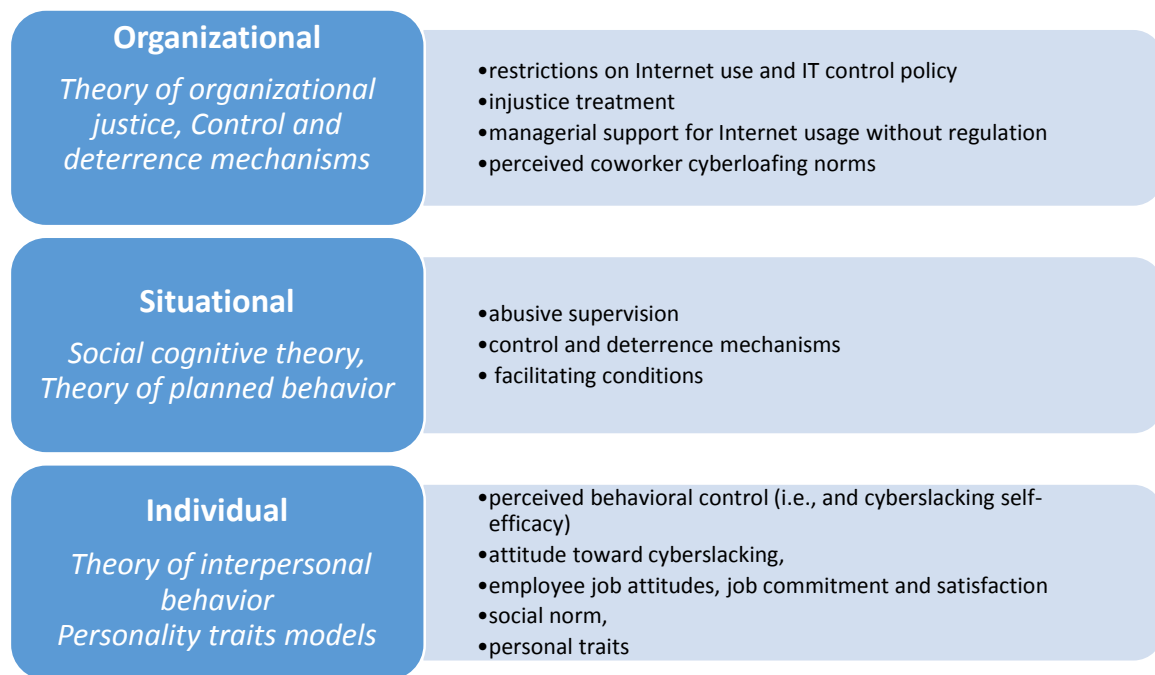 Organizational
Theory of organizational
justice, Control and
deterrence mechanisms
•restrictions on Internet use and IT control policy
•injustice treatment
•managerial support for Internet usage without regulation
•perceived coworker cyberloafing norms
Situational
Social cognitive theory,
Theory of planned behavior
•abusive supervision
•control and deterrence mechanisms
• facilitating conditions
Individual
Theory of interpersonal
behavior
Personality traits models
•perceived behavioral control (i.e., and cyberslacking self-
efficacy)
•attitude toward cyberslacking,
•employee job attitudes, job commitment and satisfaction
•social norm,
•personal traits